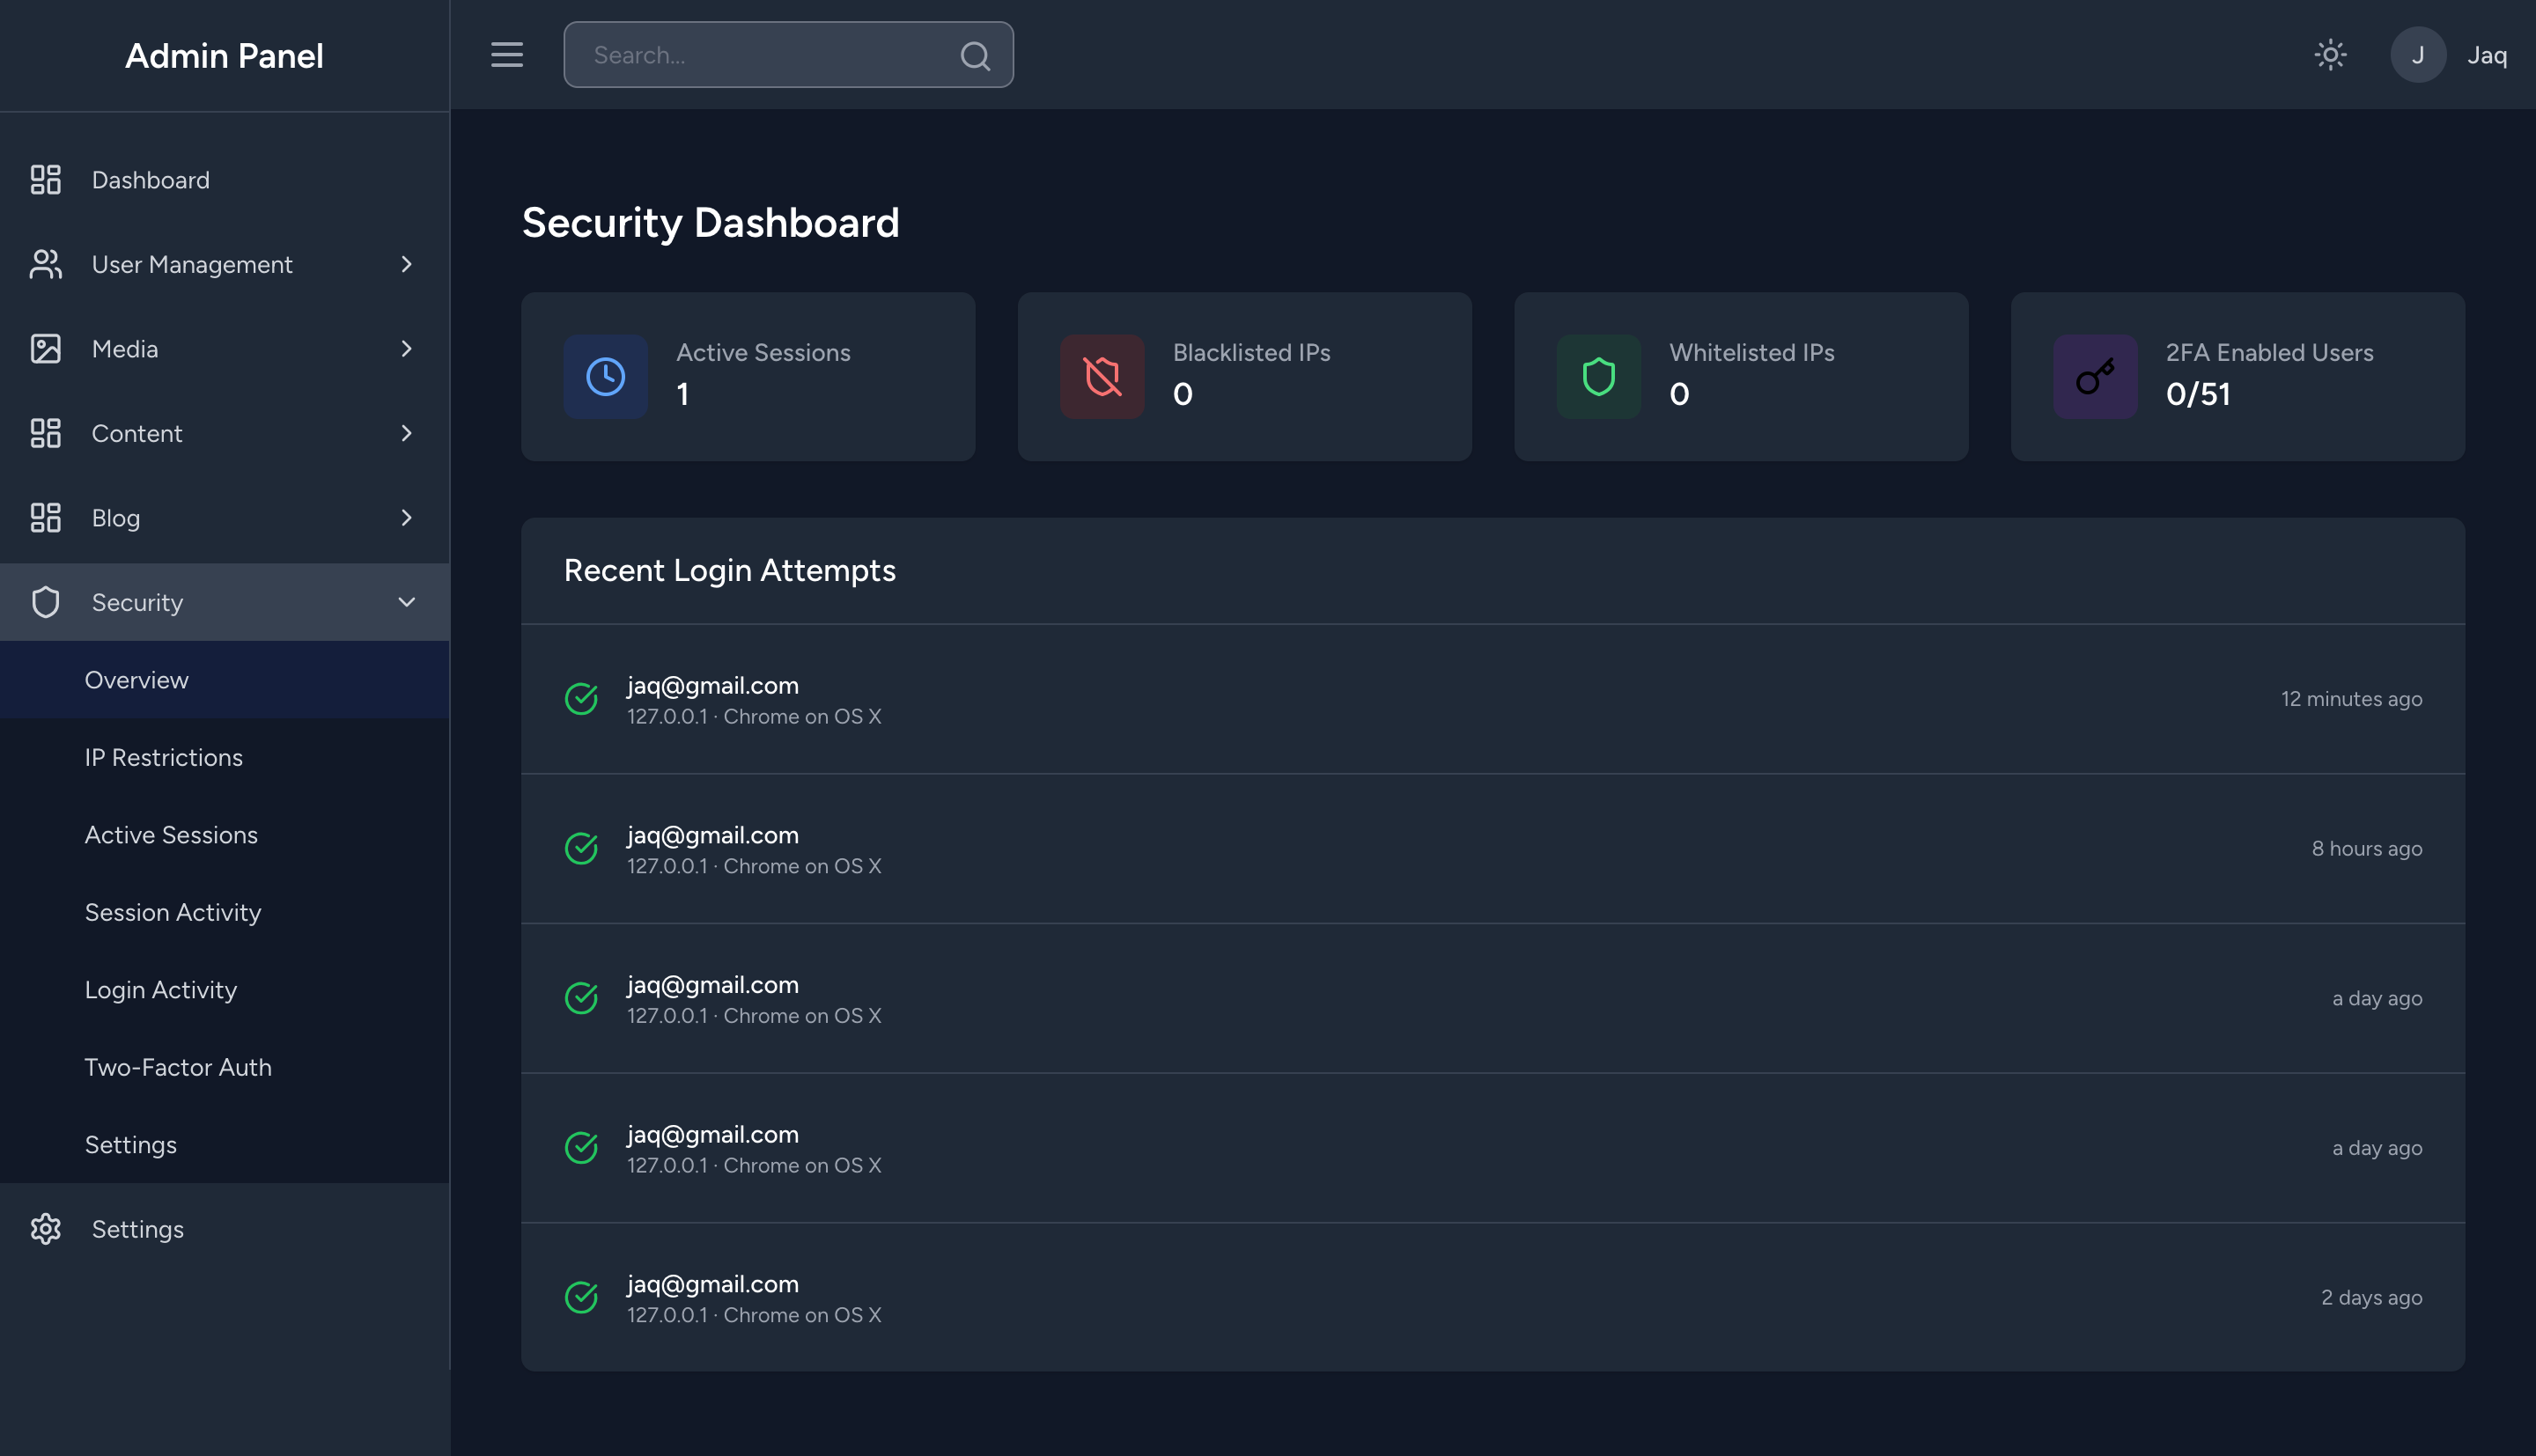 Admin Panel
Search...
J
Jaq
Dashboard
User Management
Media
Content
Blog
Security
Overview
IP Restrictions
Active Sessions
Session Activity
Login Activity
Two-Factor Auth
Settings
Settings
Security Dashboard
Active Sessions
1
Blacklisted IPs
0
Whitelisted IPs
0
2FA Enabled Users
0/51
Recent Login Attempts
jaq@gmail.com
127.0.0.1 · Chrome on OS X
12 minutes ago
jaq@gmail.com
127.0.0.1 · Chrome on OS X
8 hours ago
jaq@gmail.com
127.0.0.1 · Chrome on OS X
a day ago
jaq@gmail.com
127.0.0.1 · Chrome on OS X
a day ago
jaq@gmail.com
127.0.0.1 · Chrome on OS X
2 days ago